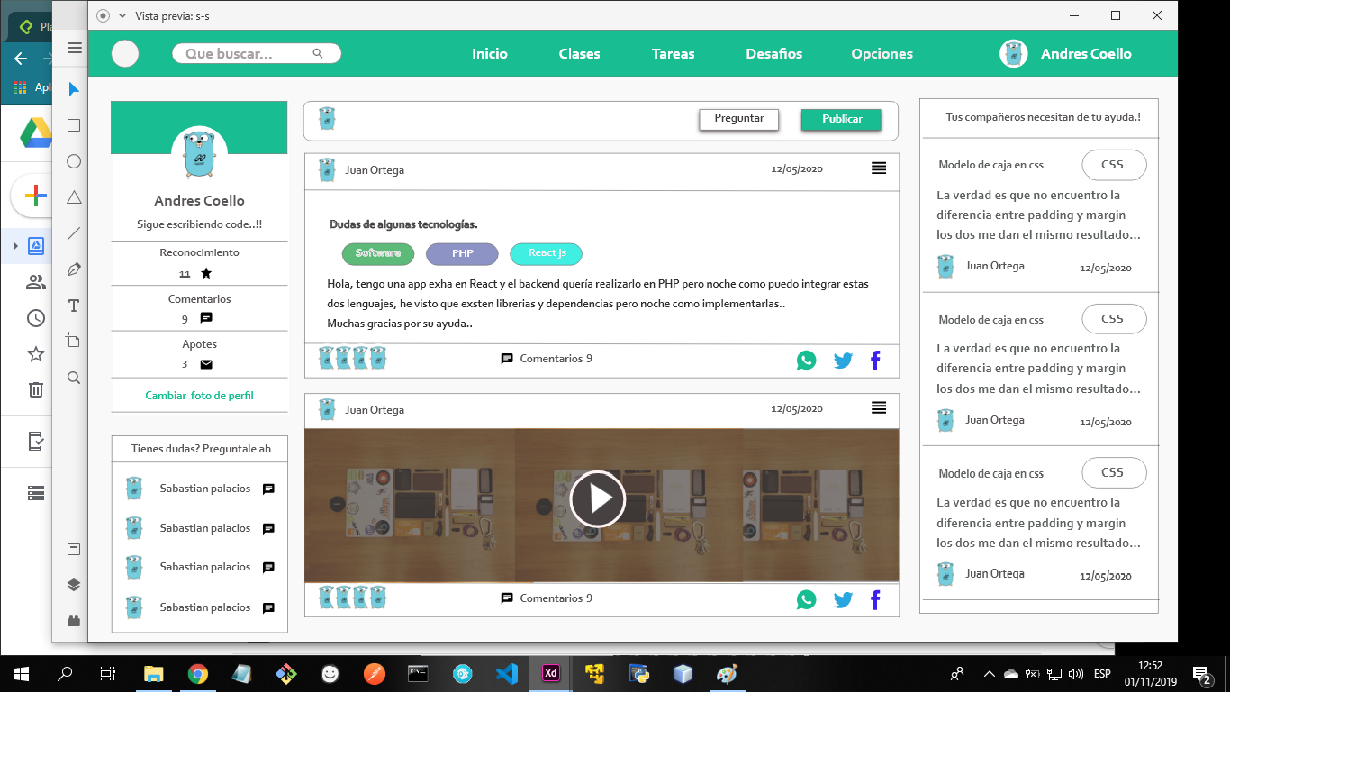 Vista previa: s-s
Pla
Apl
Que buscar...
Inicio
Clases
Tareas
Desafios
Opciones
Andres Coello
Andres Coello
Sigue escribiendo code..!!
Reconocimiento
11
Comentarios
9
Apotes
3
Cambiar foto de perfil
Tienes dudas? Preguntale ah
Sabastian palacios
Sabastian palacios
Sabastian palacios
Sabastian palacios
Preguntar
Publicar
Juan Ortega
12/05/2020
Dudas de algunas tecnologías.
Software
PHP
React js
Hola, tengo una app exha en React y el backend quería realizarlo en PHP pero noche como puedo integrar estas
dos lenguajes, he visto que exsten librerias y dependencias pero noche como implementarlas..
Muchas gracias por su ayuda..
Comentarios 9
Juan Ortega
12/05/2020
Comentarios 9
Tus compañeros necesitan de tu ayuda.!
Modelo de caja en css
CSS
La verdad es que no encuentro la
diferencia entre padding y margin
los dos me dan el mismo resultado...
Juan Ortega
12/05/2020
Modelo de caja en css
CSS
La verdad es que no encuentro la
diferencia entre padding y margin
los dos me dan el mismo resultado...
Juan Ortega
12/05/2020
Modelo de caja en css
CSS
La verdad es que no encuentro la
diferencia entre padding y margin
los dos me dan el mismo resultado...
Juan Ortega
12/05/2020
Xd
ESP
12:52
01/11/2019
2